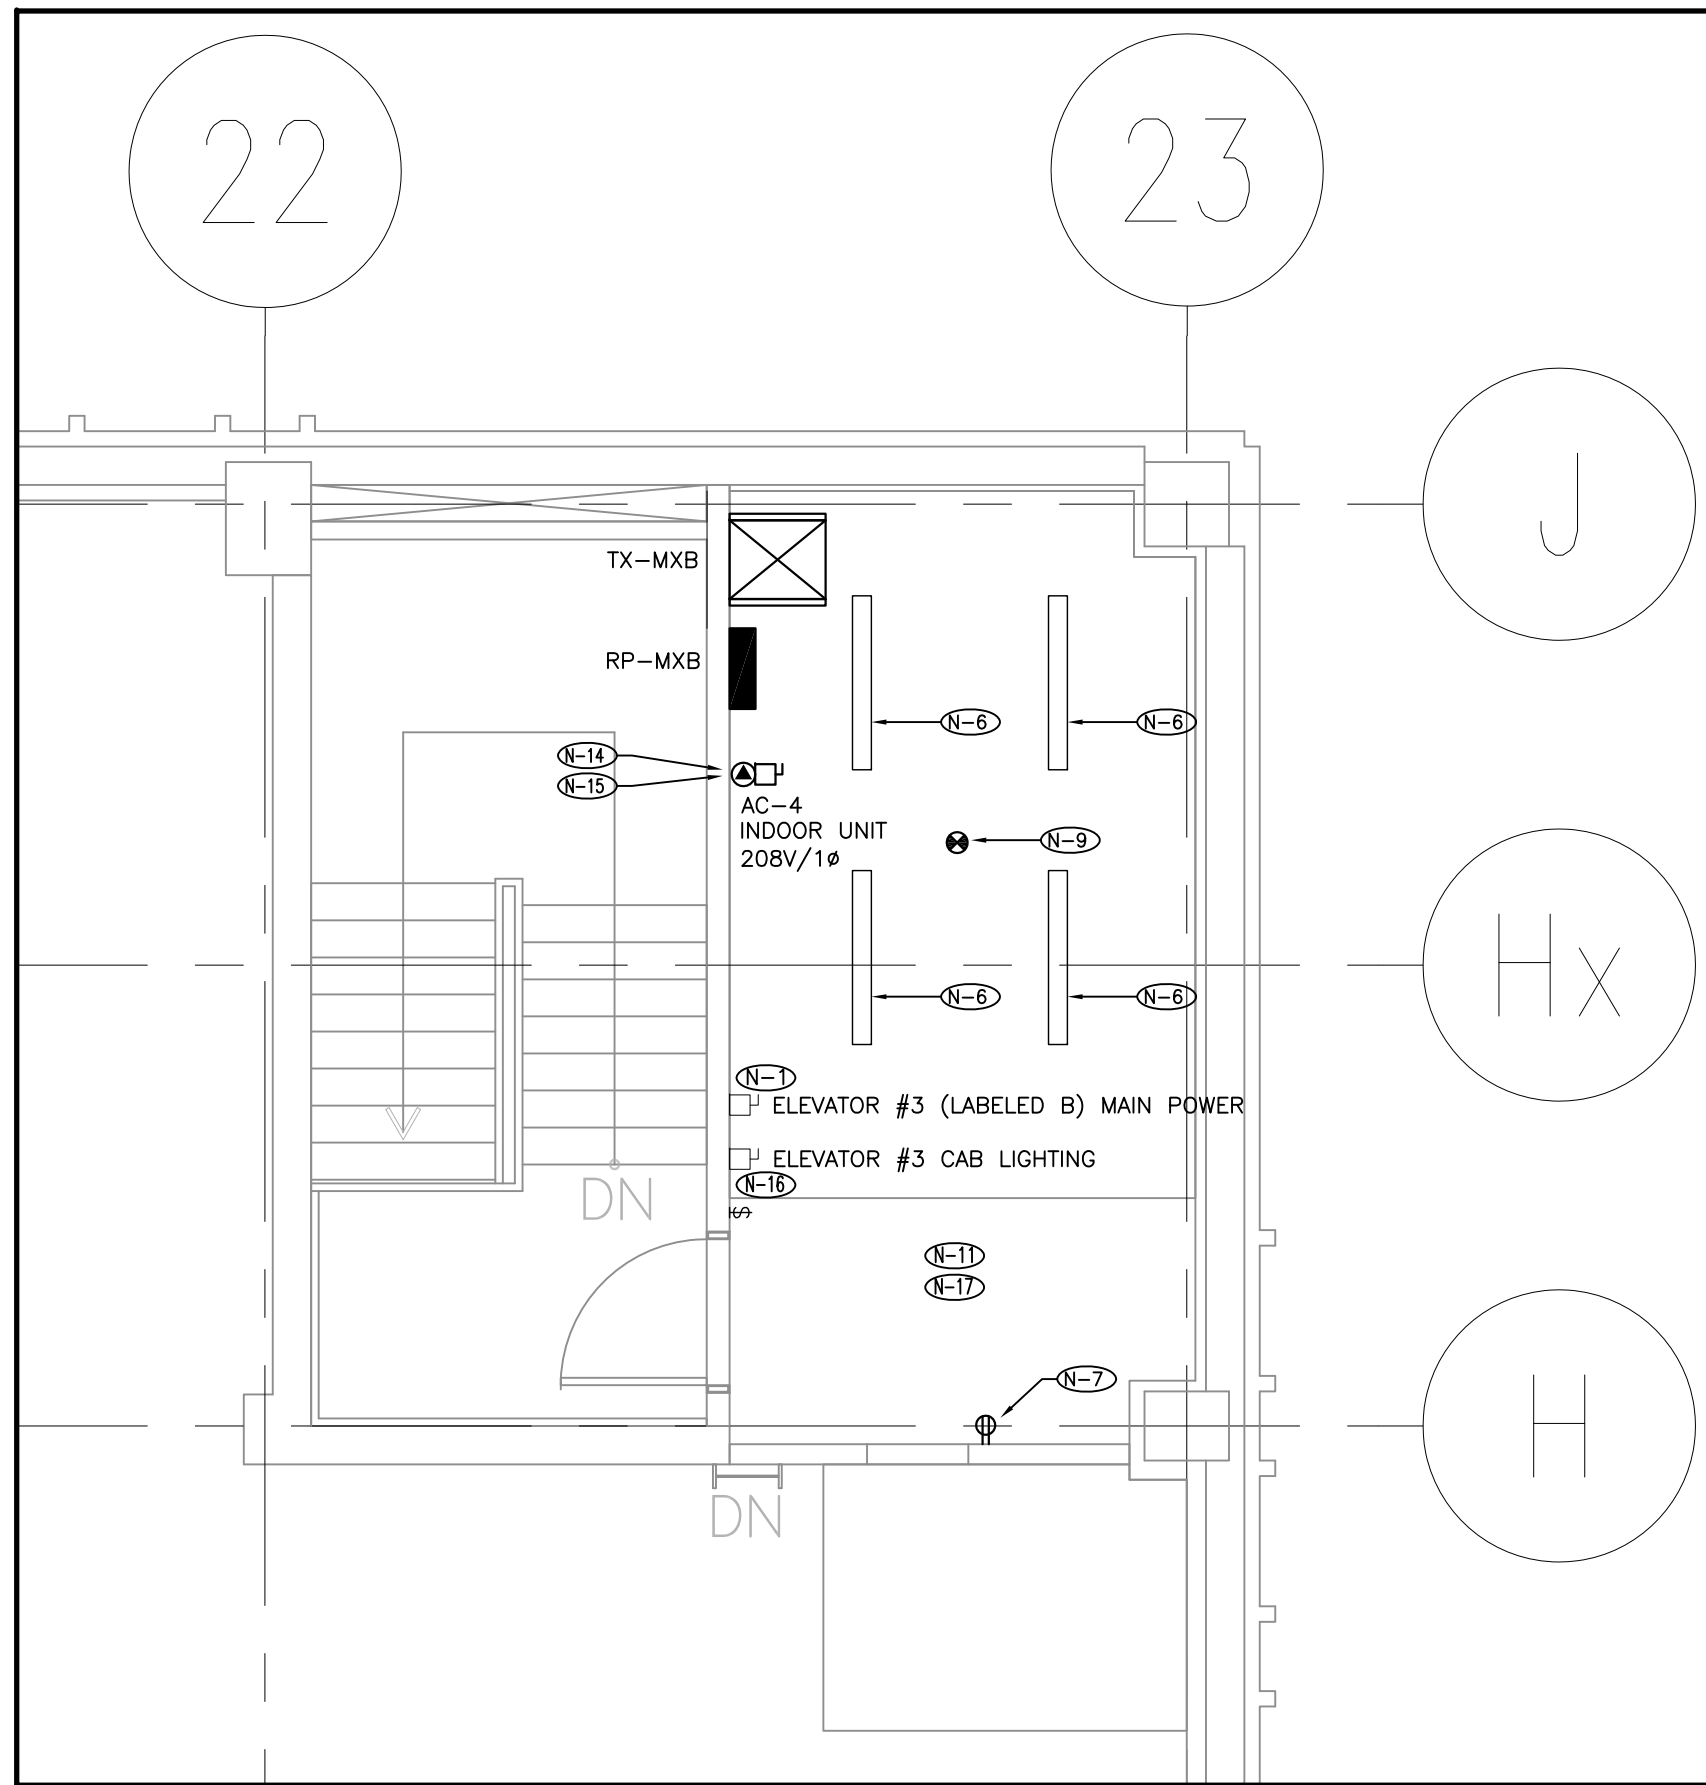 22
23
J
TX-MXB
RP-MXB
N-6
N-6
N-14
N-15
AC-4
INDOOR UNIT
208V/1ø
N-9
Hx
N-6
N-6
N-1
ELEVATOR #3 (LABELED B) MAIN POWER
ELEVATOR #3 CAB LIGHTING
N-16
DN
$
N-11
N-17
N-7
H
DN